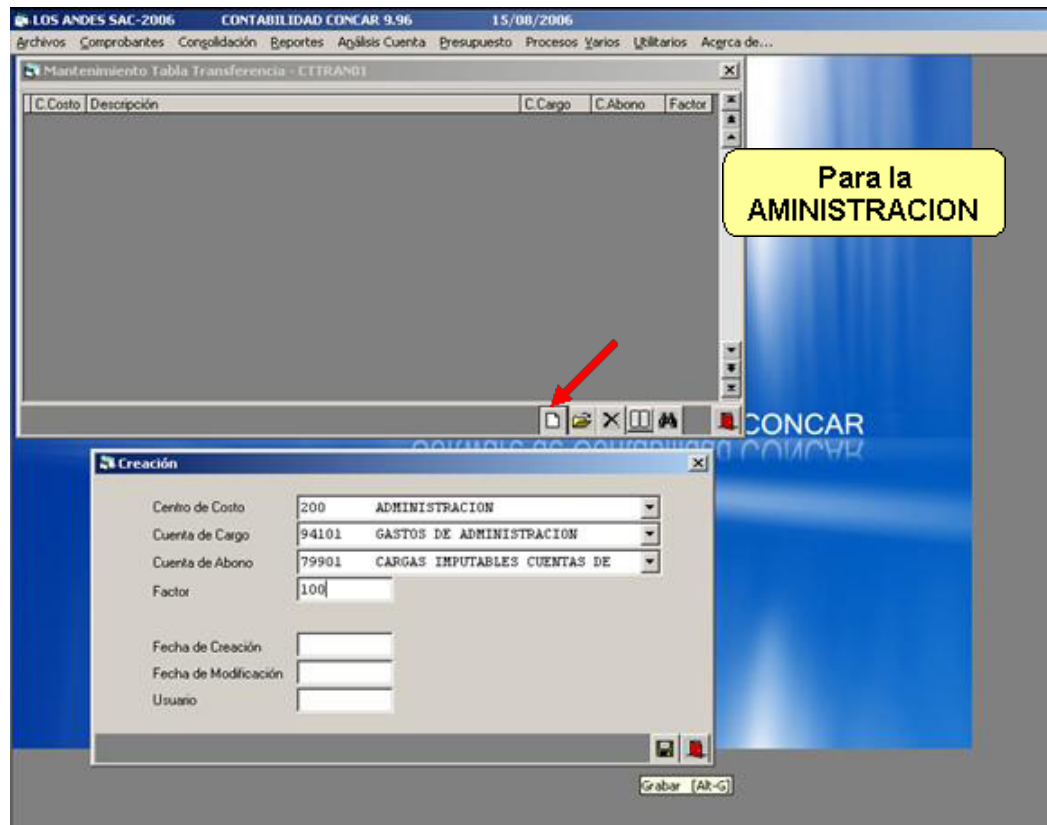 LOS ANDES SAC-2006 CONTABILIDAD CONCAR 9.96 15/08/2006
Archivos Comprobantes Consolidación Reportes Análisis Cuenta Presupuesto Procesos Varios Utilitarios Acerca de...
Mantenimiento Tabla Transferencia - CTTRAN01
C.Costo Descripción C.Cargo C.Abono Factor
Para la
AMINISTRACION
CONCAR
Creación
Centro de Costo 200 ADMINISTRACION
Cuenta de Cargo 94101 GASTOS DE ADMINISTRACION
Cuenta de Abono 79901 CARGAS IMPUTABLES CUENTAS DE
Factor 100
Fecha de Creación
Fecha de Modificación
Usuario
Grabar [Alt-G]